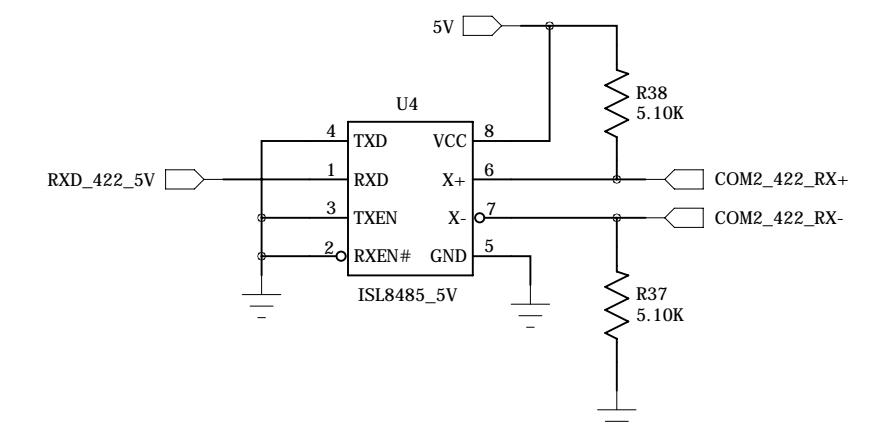 5V
R38
5.10K
U4
4 TXD VCC 8
RXD_422_5V 1 RXD X+ 6 COM2_422_RX+
3 TXEN X- 7 COM2_422_RX-
2 RXEN# GND 5
ISL8485_5V
R37
5.10K